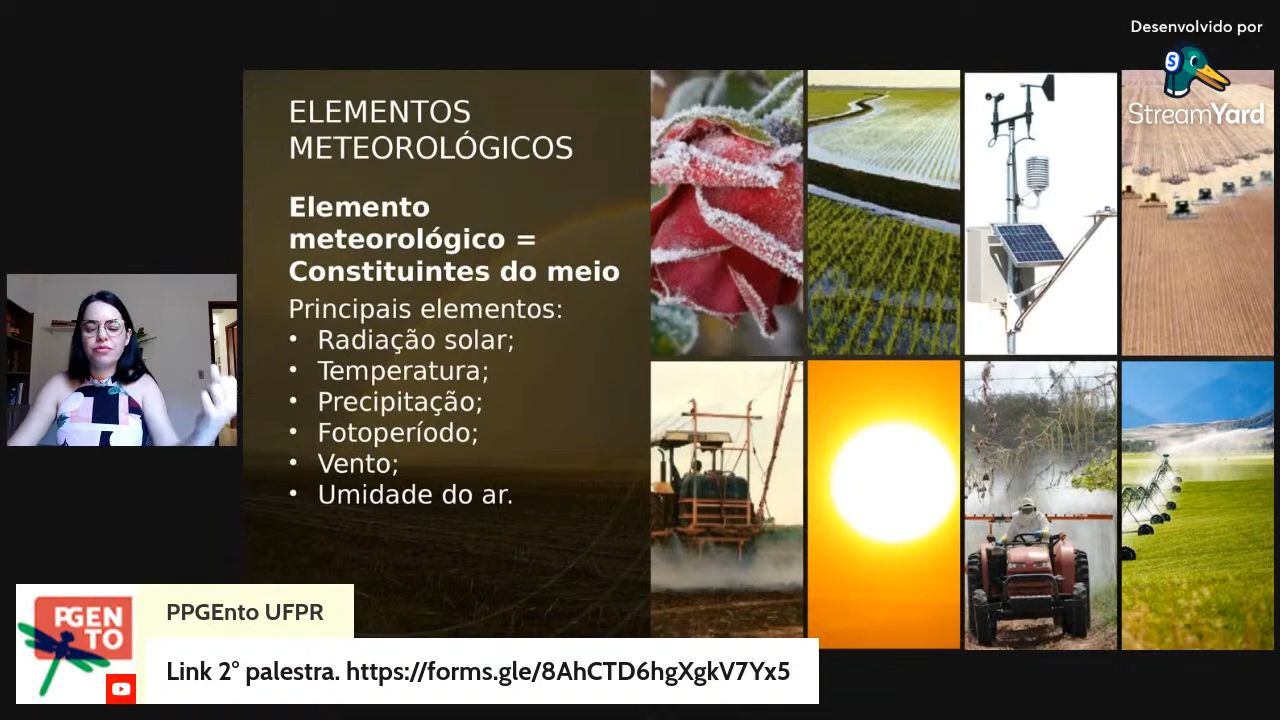 Desenvolvido por
S
StreamYard
ELEMENTOS
METEOROLÓGICOS
Elemento
meteorológico =
Constituintes do meio
Principais elementos:
• Radiação solar;
• Temperatura;
• Precipitação;
• Fotoperíodo;
• Vento;
• Umidade do ar.
PGEN
TO
PPGEnto UFPR
Link 2° palestra. https://forms.gle/8AhCTD6hgXgkV7Yx5